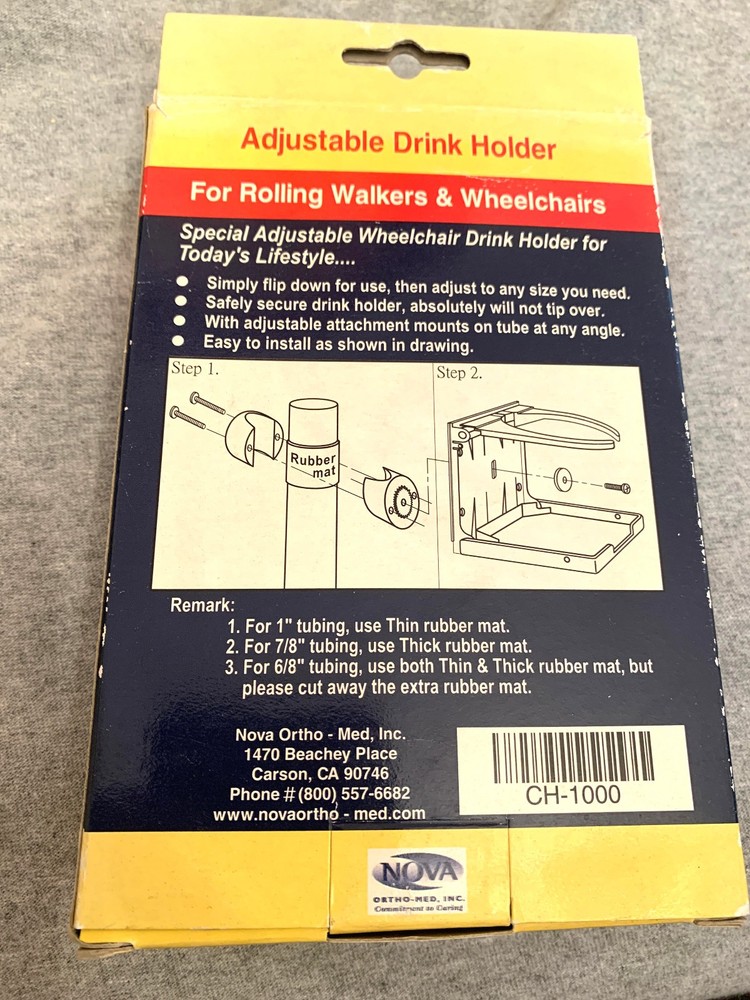 Adjustable Drink Holder
For Rolling Walkers & Wheelchairs
Special Adjustable Wheelchair Drink Holder for
Today's Lifestyle....
● Simply flip down for use, then adjust to any size you need.
● Safely secure drink holder, absolutely will not tip over.
● With adjustable attachment mounts on tube at any angle.
● Easy to install as shown in drawing.
Step 1.
Step 2.
Rubber
mat
Remark:
1. For 1" tubing, use Thin rubber mat.
2. For 7/8" tubing, use Thick rubber mat.
3. For 6/8" tubing, use both Thin & Thick rubber mat, but
please cut away the extra rubber mat.
Nova Ortho - Med, Inc.
1470 Beachey Place
Carson, CA 90746
Phone # (800) 557-6682
www.novaortho - med.com
CH-1000
NOVA
ORTHO-MED, INC.
Commitment to Caring